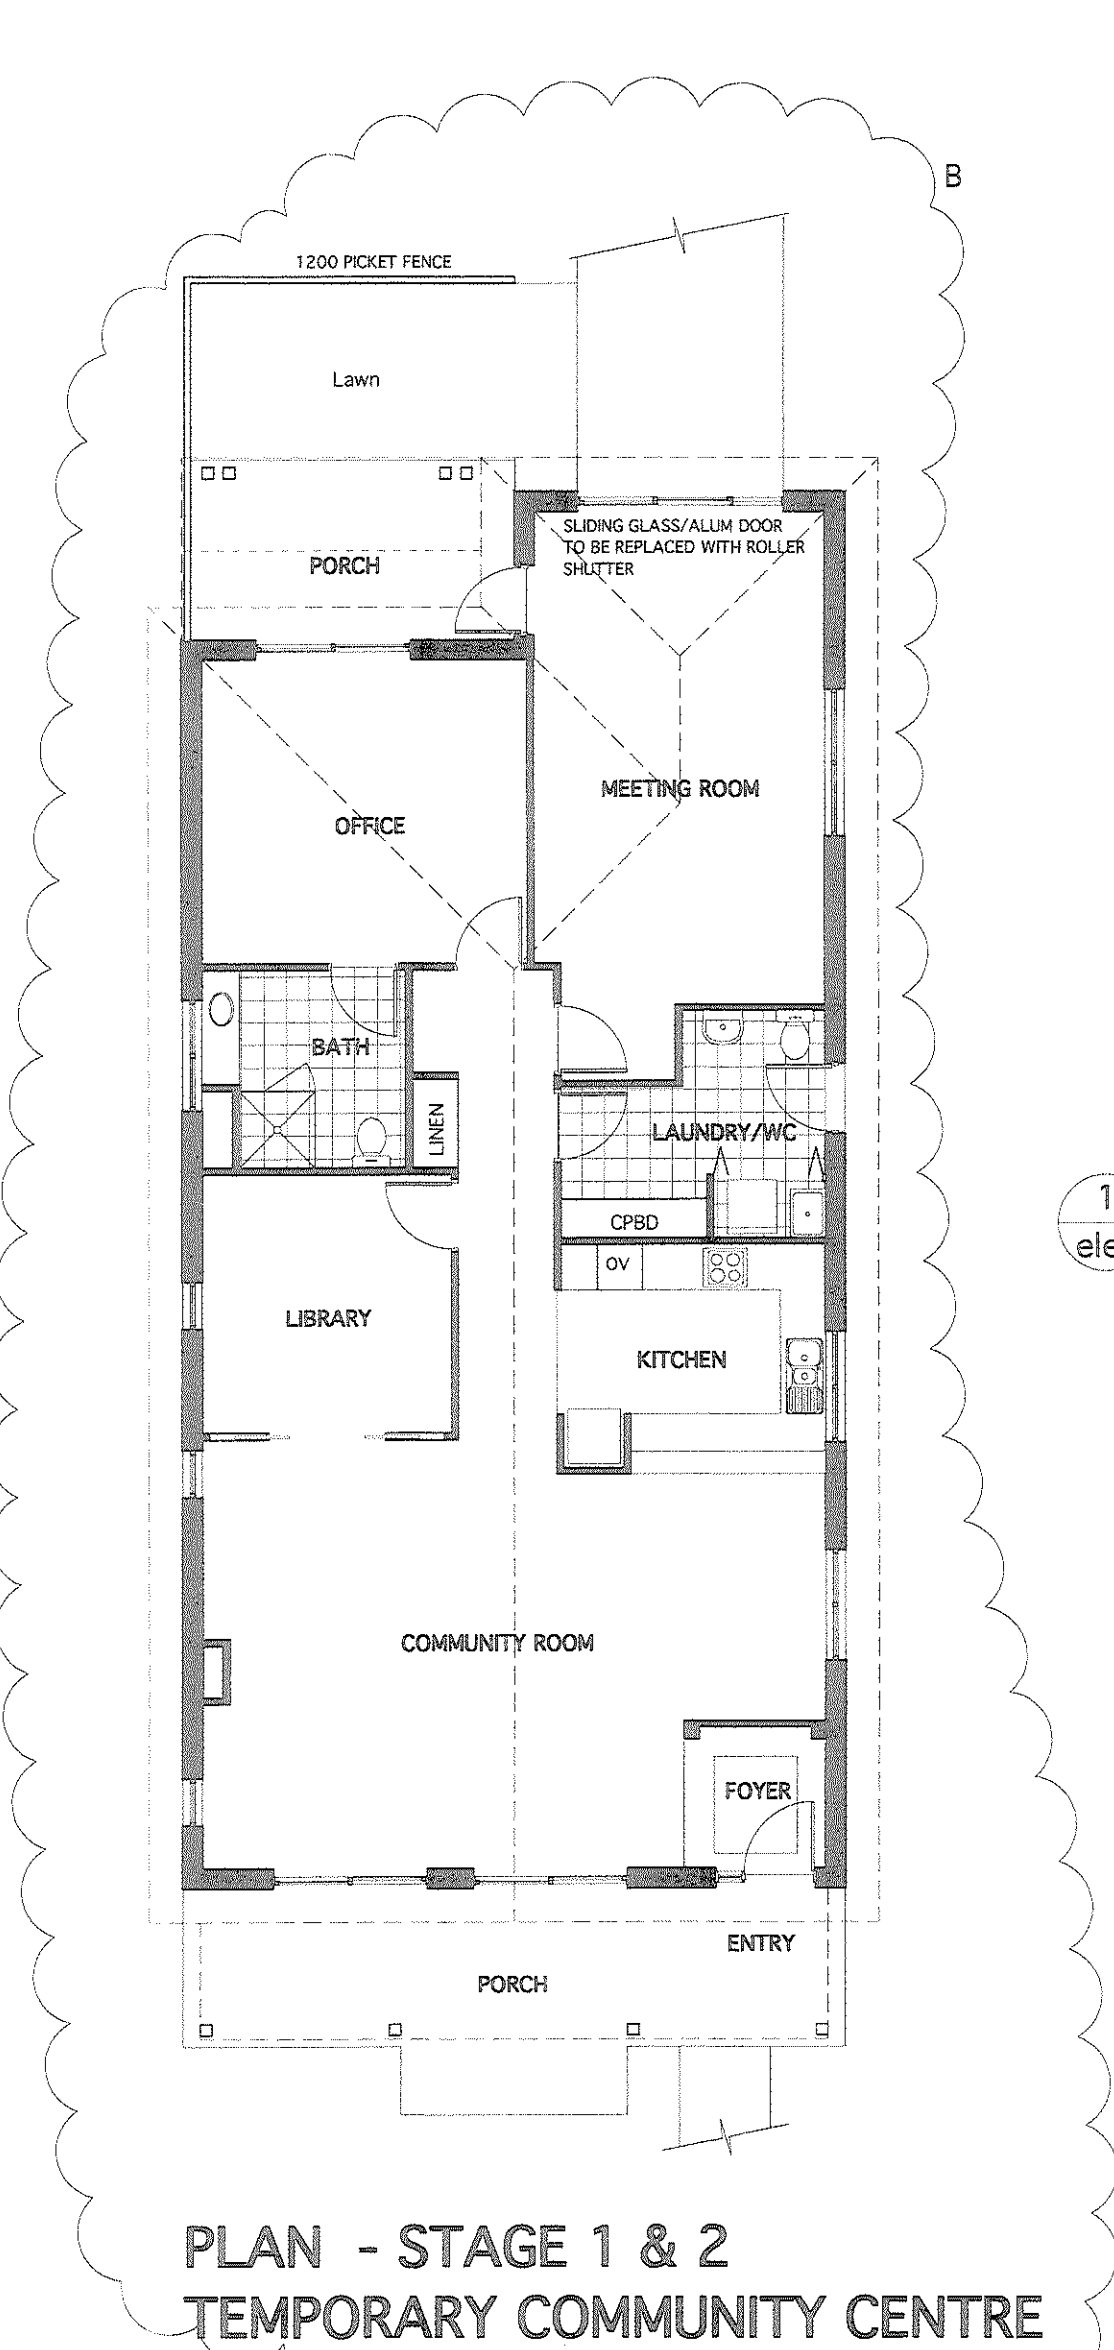 B
1200 PICKET FENCE
Lawn
SLIDING GLASS/ALUM DOOR
TO BE REPLACED WITH ROLLER
SHUTTER
PORCH
MEETING ROOM
OFFICE
BATH
LINEN
LAUNDRY/WC
CPBD
1
ele
OV
LIBRARY
KITCHEN
COMMUNITY ROOM
FOYER
ENTRY
PORCH
PLAN - STAGE 1 & 2
TEMPORARY COMMUNITY CENTRE